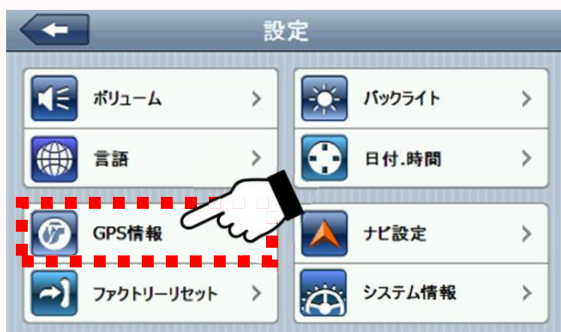 設定
ボリューム
バックライト
言語
日付.時間
GPS情報
ナビ設定
ファクトリーリセット
システム情報